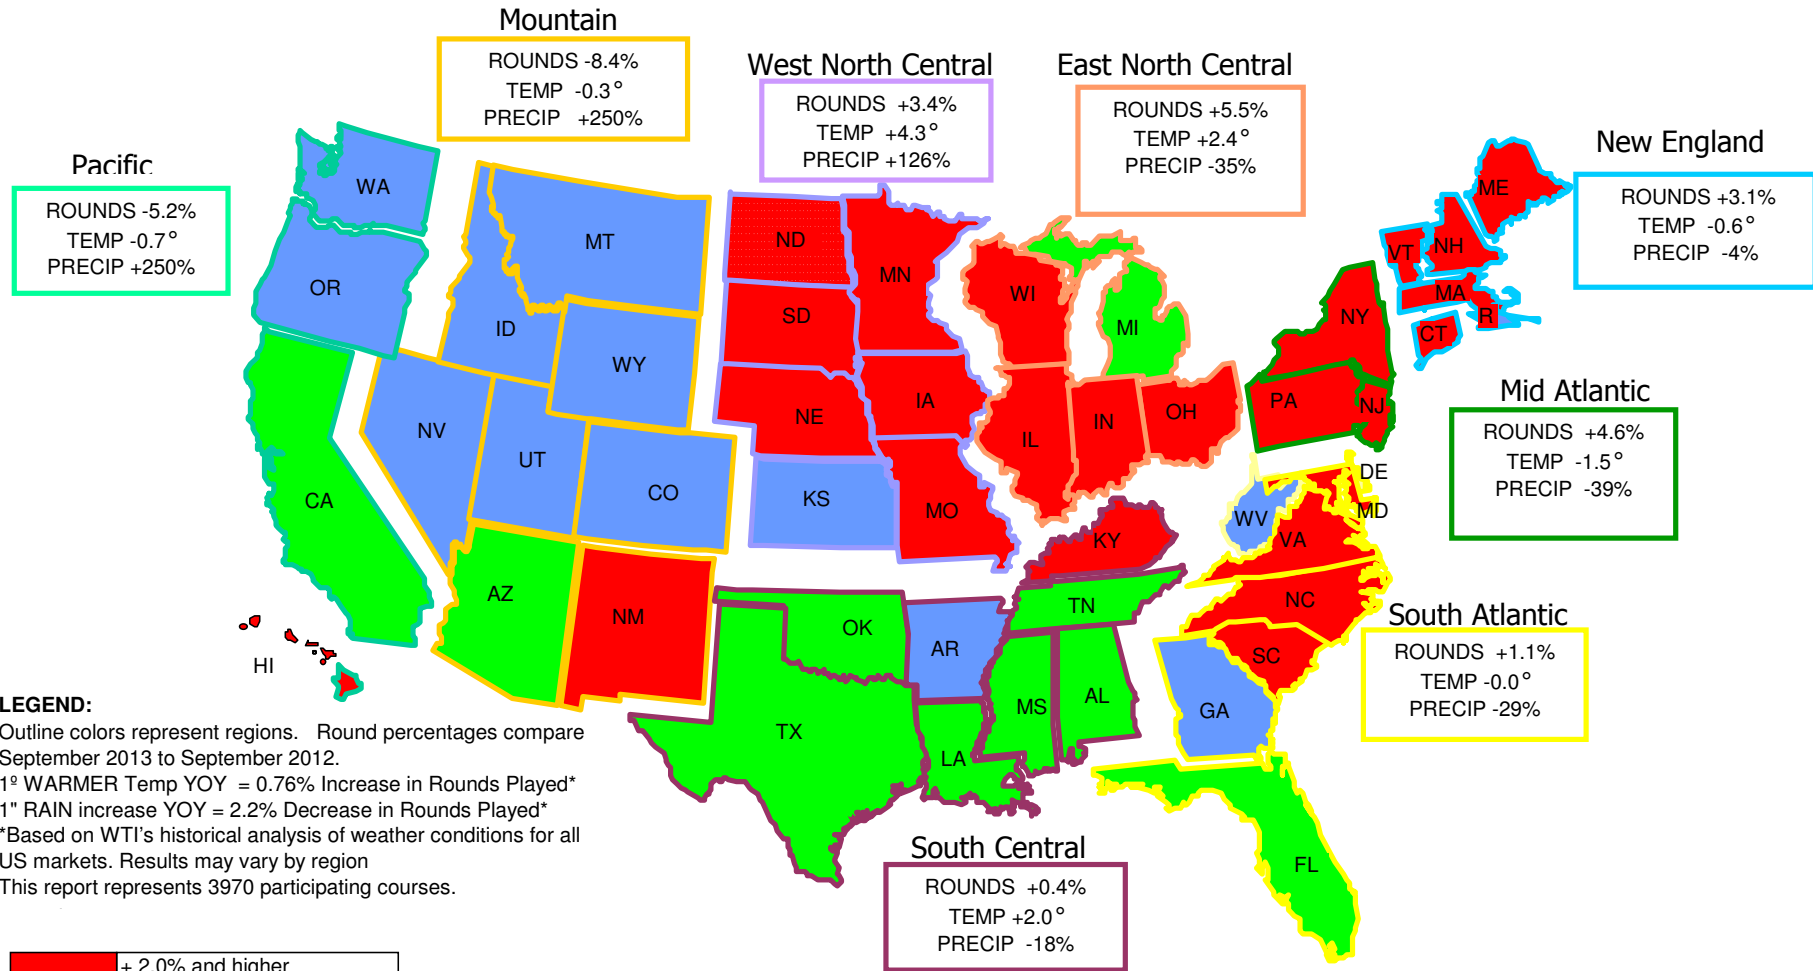 Mountain
ROUNDS -8.4%
TEMP -0.3°
PRECIP +250%
West North Central
ROUNDS +3.4%
TEMP +4.3°
PRECIP +126%
East North Central
ROUNDS +5.5%
TEMP +2.4°
PRECIP -35%
New England
ROUNDS +3.1%
TEMP -0.6°
PRECIP -4%
Pacific
ROUNDS -5.2%
TEMP -0.7°
PRECIP +250%
Mid Atlantic
ROUNDS +4.6%
TEMP -1.5°
PRECIP -39%
South Atlantic
ROUNDS +1.1%
TEMP -0.0°
PRECIP -29%
South Central
ROUNDS +0.4%
TEMP +2.0°
PRECIP -18%
WA
OR
CA
HI
MT
ID
WY
NV
UT
CO
AZ
NM
ND
SD
NE
KS
MN
IA
MO
WI
MI
IL
IN
OH
KY
TN
OK
AR
TX
LA
MS
AL
ME
VT
NH
MA
R
CT
NY
PA
NJ
DE
MD
WV
VA
NC
SC
GA
FL
LEGEND:
Outline colors represent regions. Round percentages compare
September 2013 to September 2012.
1º WARMER Temp YOY = 0.76% Increase in Rounds Played*
1" RAIN increase YOY = 2.2% Decrease in Rounds Played*
*Based on WTI's historical analysis of weather conditions for all
US markets. Results may vary by region
This report represents 3970 participating courses.
+ 2.0% and higher